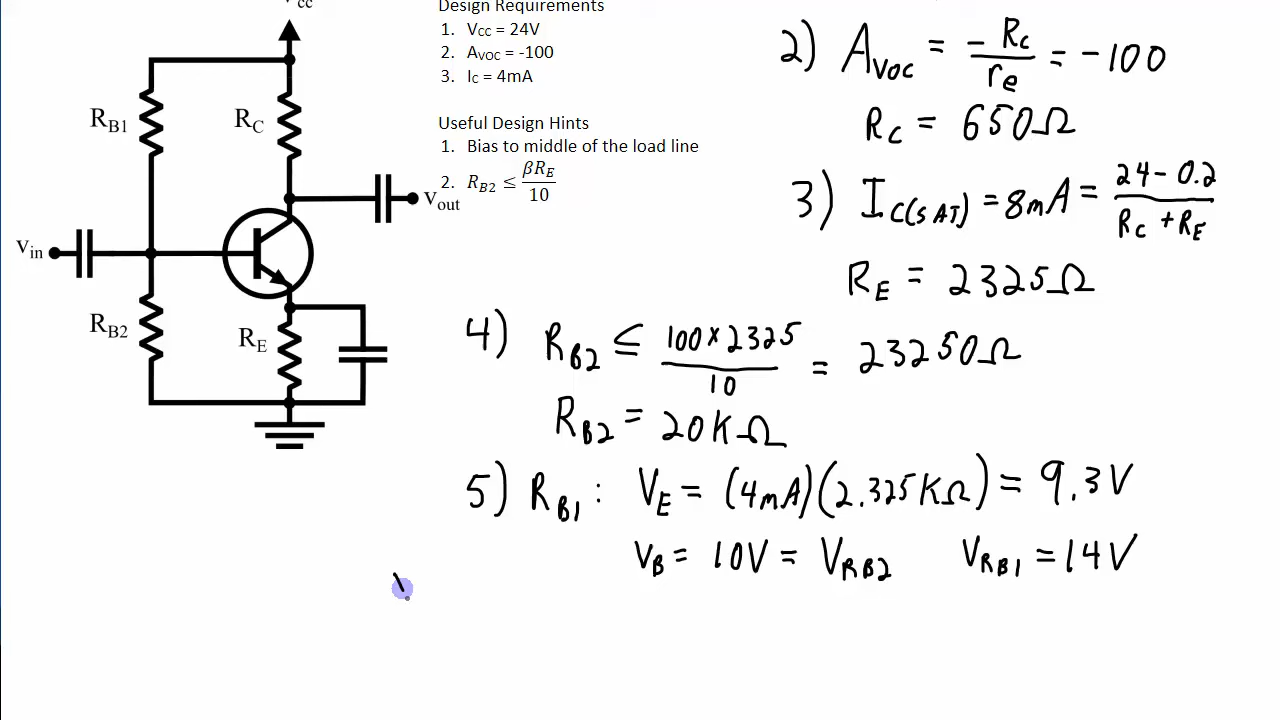 Vcc
Design Requirements
1. VCC = 24V
2. AVOC = -100
3. IC = 4mA
Useful Design Hints
1. Bias to middle of the load line
2. RB2 ≤ βRE/10
RB1
RC
Vout
Vin
RB2
RE
2) AVOC = -RC/re = -100
RC = 650Ω
3) IC(SAT) = 8mA = 24-0.2/RC+RE
RE = 2325Ω
4) RB2 ≤ 100×2325/10 = 23250Ω
RB2 = 20KΩ
5) RB1: VE = (4mA)(2.325KΩ) = 9.3V
VB = 10V = VRB2 VRB1 = 14V